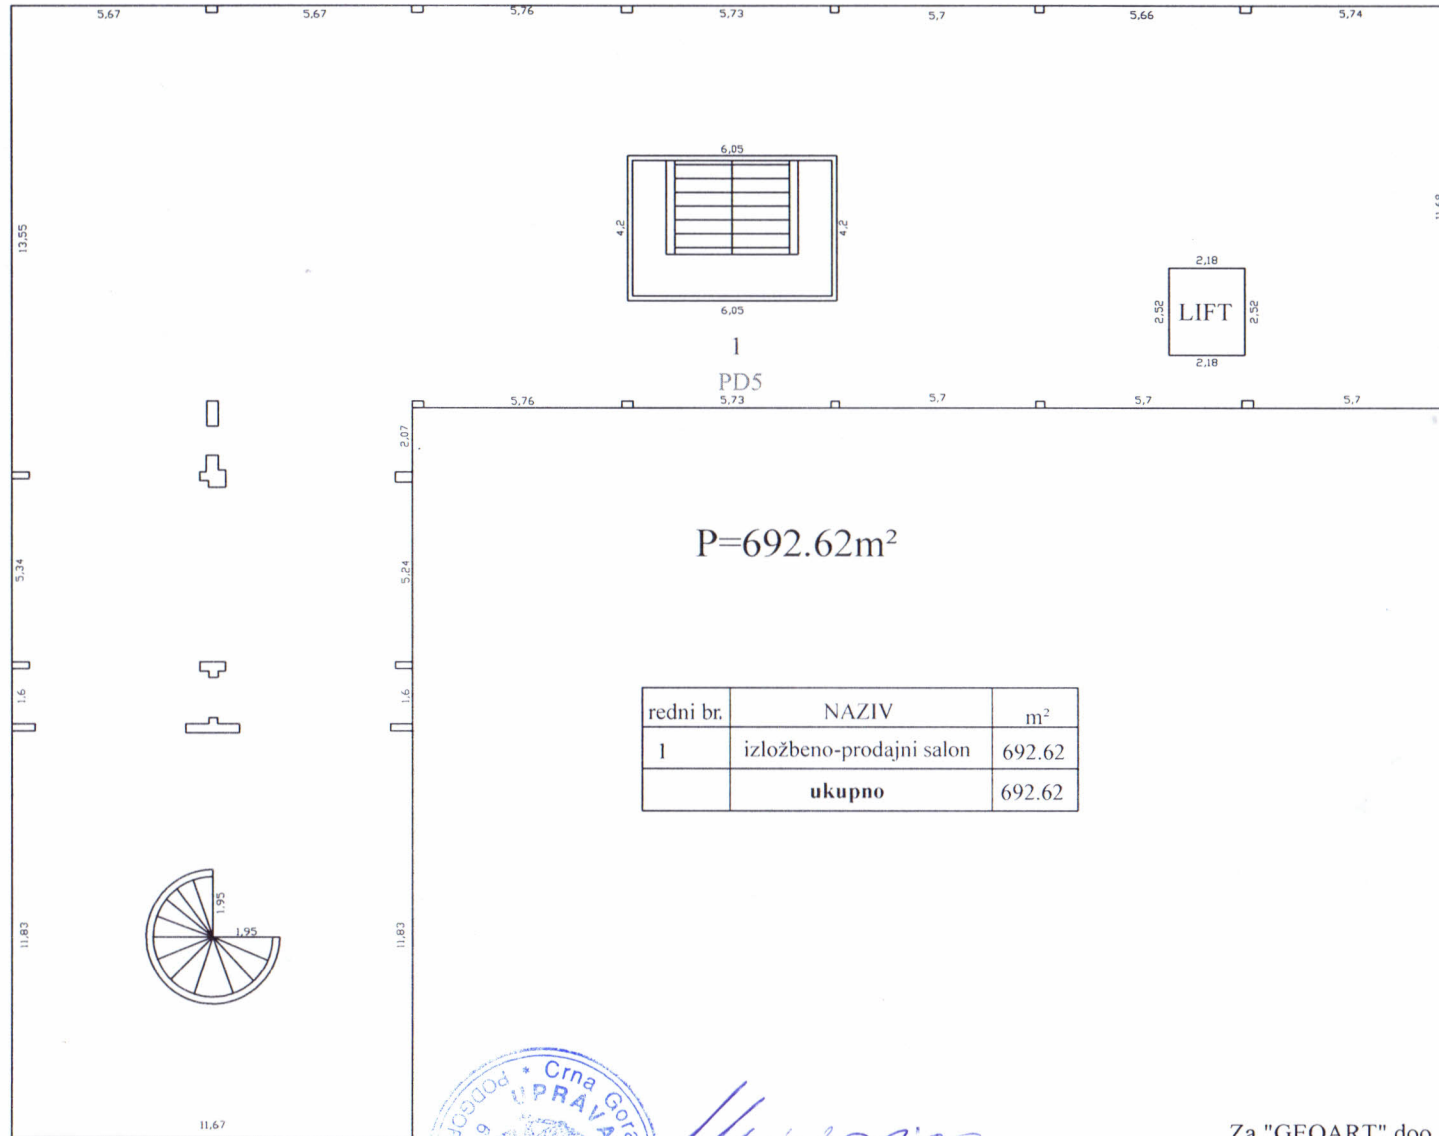 5,67 5,67 5,76 5,73 5,7 5,66 5,74
13,55
6,05
4,2 4,2
6,05
2,18
2,52 LIFT 2,52
2,18
1
PD5
5,76 5,73 5,7 5,7 5,7
2,07
5,34 5,24
P=692.62m²
1,6 1,6
redni br. NAZIV m²
1 izložbeno-prodajni salon 692.62
ukupno 692.62
1.95
1,95
11,83 11,83
* Crna Gora
UPRAVA
11,67
Za "GEOART" doo